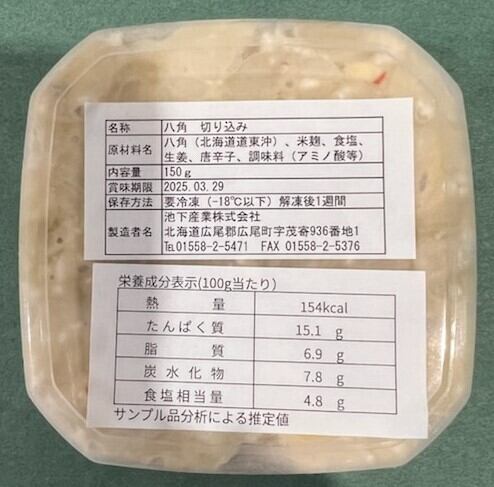 名称 八角 切り込み
原材料名 八角（北海道道東沖）、米麹、食塩、
生姜、唐辛子、調味料（アミノ酸等）
内容量 150g
賞味期限 2025.03.29
保存方法 要冷凍（-18℃以下）解凍後1週間
製造者名 池下産業株式会社
北海道広尾郡広尾町字茂寄936番地1
℡01558-2-5471 FAX 01558-2-5376
栄養成分表示(100g当たり)
熱量 154kcal
たんぱく質 15.1 g
脂質 6.9 g
炭水化物 7.8 g
食塩相当量 4.8 g
サンプル品分析による推定値